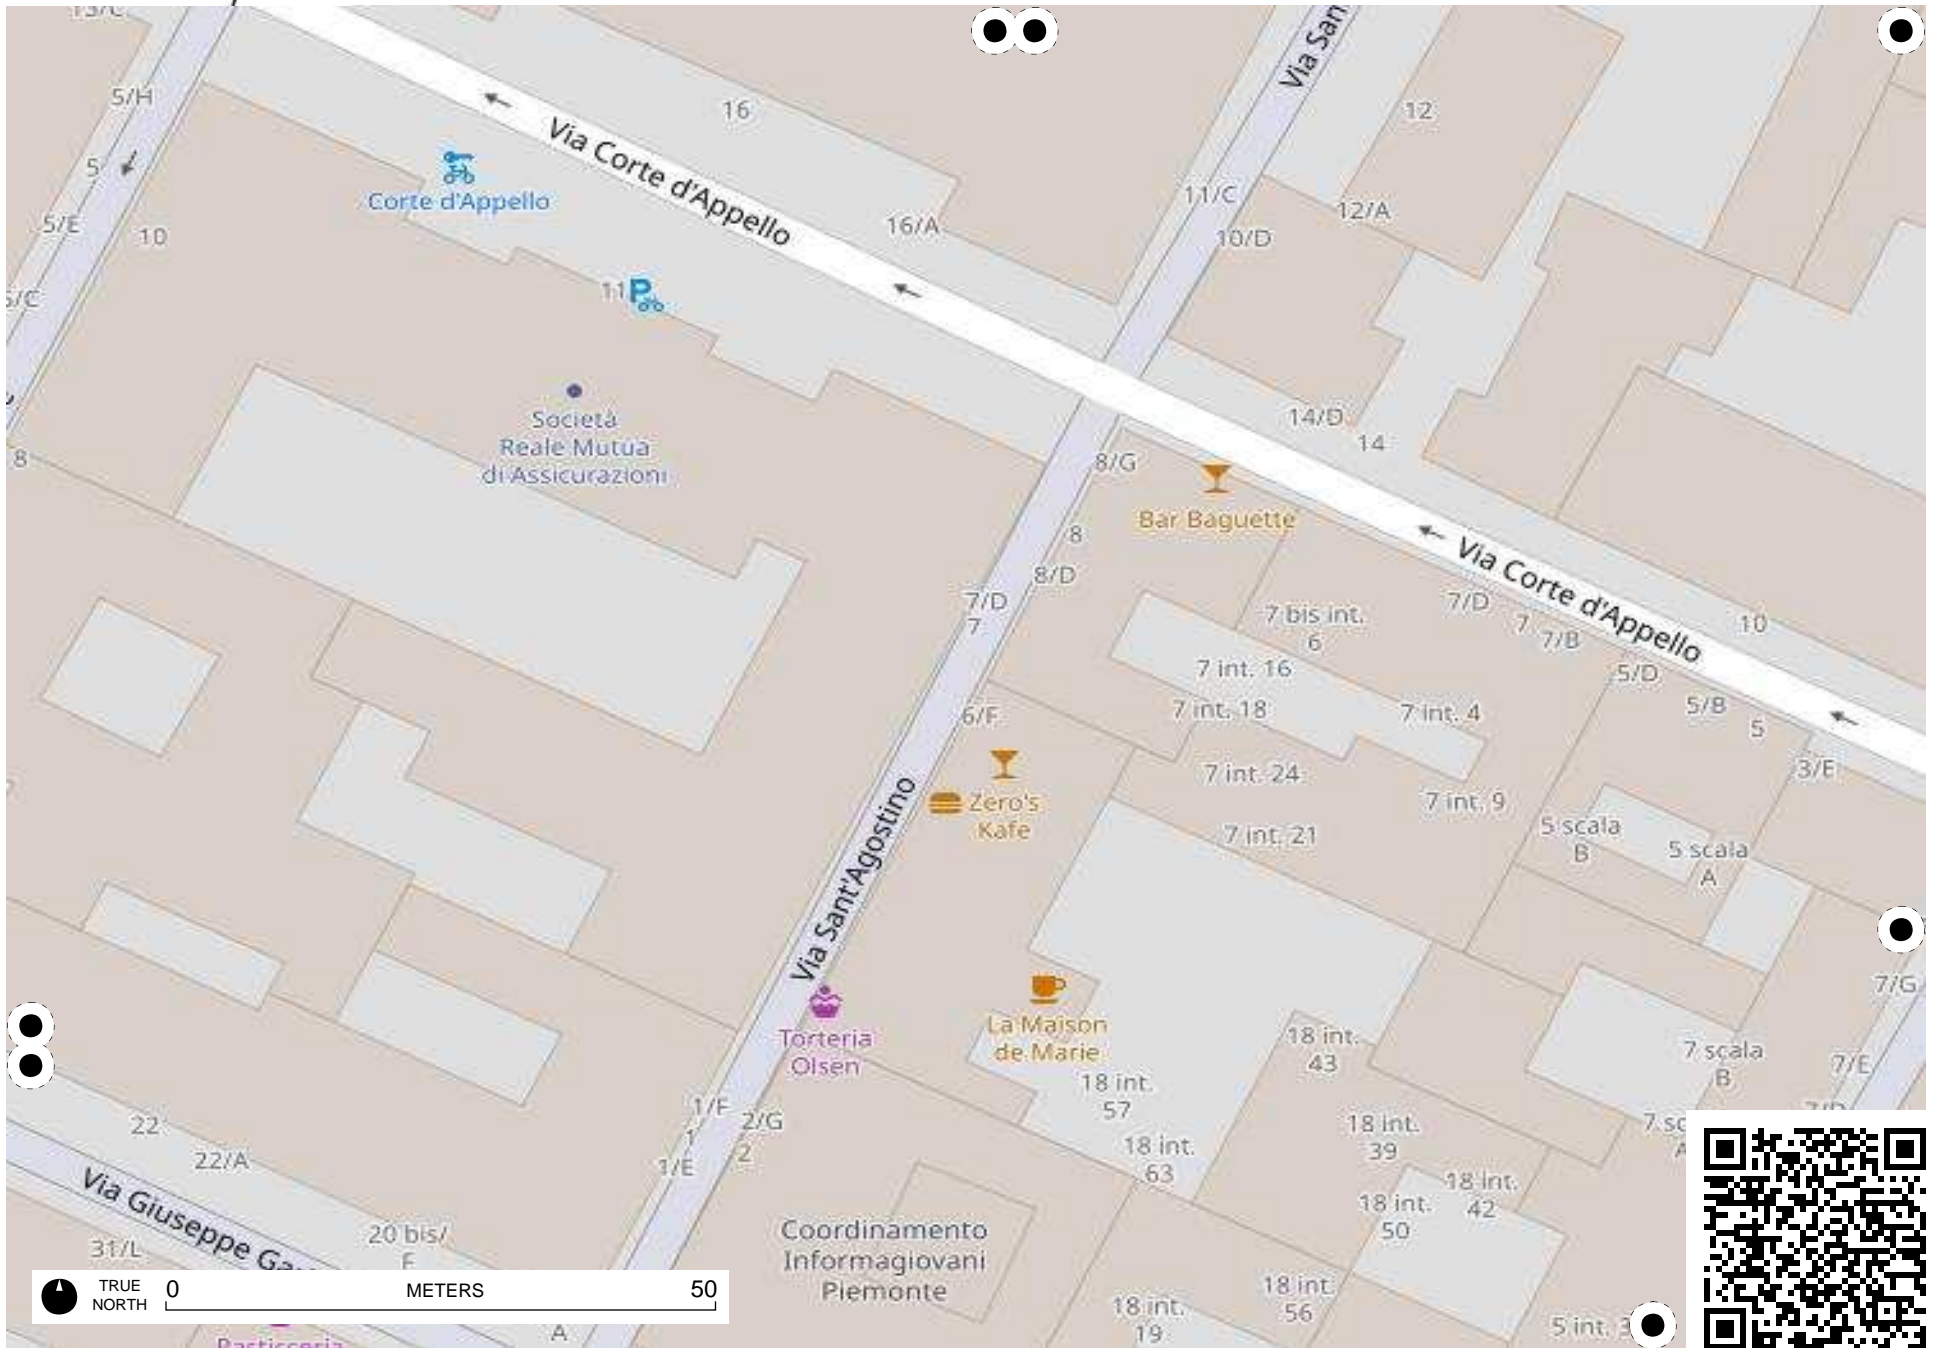 13/C
Via San
5/H
16
12
Via Corte d'Appello
5
Corte d'Appello
11/C
12/A
5/E
10
16/A
10/D
11
14/D
14
Società
Reale Mutua
di Assicurazioni
8
8/G
Bar Baguette
8
Via Corte d'Appello
8/D
7/D
7
7/D
7 bis int.
6
7
7/B
10
7 int. 16
5/D
6/F
7 int. 18
7 int. 4
5/B
5
7 int. 24
3/E
Zero's
Kafe
7 int. 9
7 int. 21
5 scala
B
5 scala
A
Via Sant'Agostino
7/G
La Maison
de Marie
Torteria
Olsen
18 int.
43
7 scala
B
7/E
18 int.
57
1/F
2/G
22
1
18 int.
39
18 int.
63
22/A
1/E
2
Via Giuseppe Ga
18 int.
42
18 int.
50
20 bis/
Coordinamento
Informagiovani
Piemonte
31/L
TRUE
NORTH
0 METERS 50
18 int.
56
18 int.
19
5 int.
A
Pasticceria